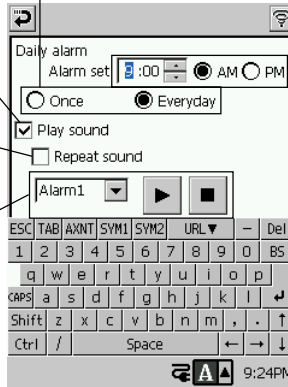 Daily alarm
Alarm set 9 :00 AM PM
Once Everyday
Play sound
Repeat sound
Alarm1
ESC TAB AXNT SYM1 SYM2 URL▼ - Del
1 2 3 4 5 6 7 8 9 0 BS
q w e r t y u i o p
CAPS a s d f g h j k l ↵
Shift z x c v b n m , . ↑
Ctrl / Space ← → ↓
A ▲ 9:24PM